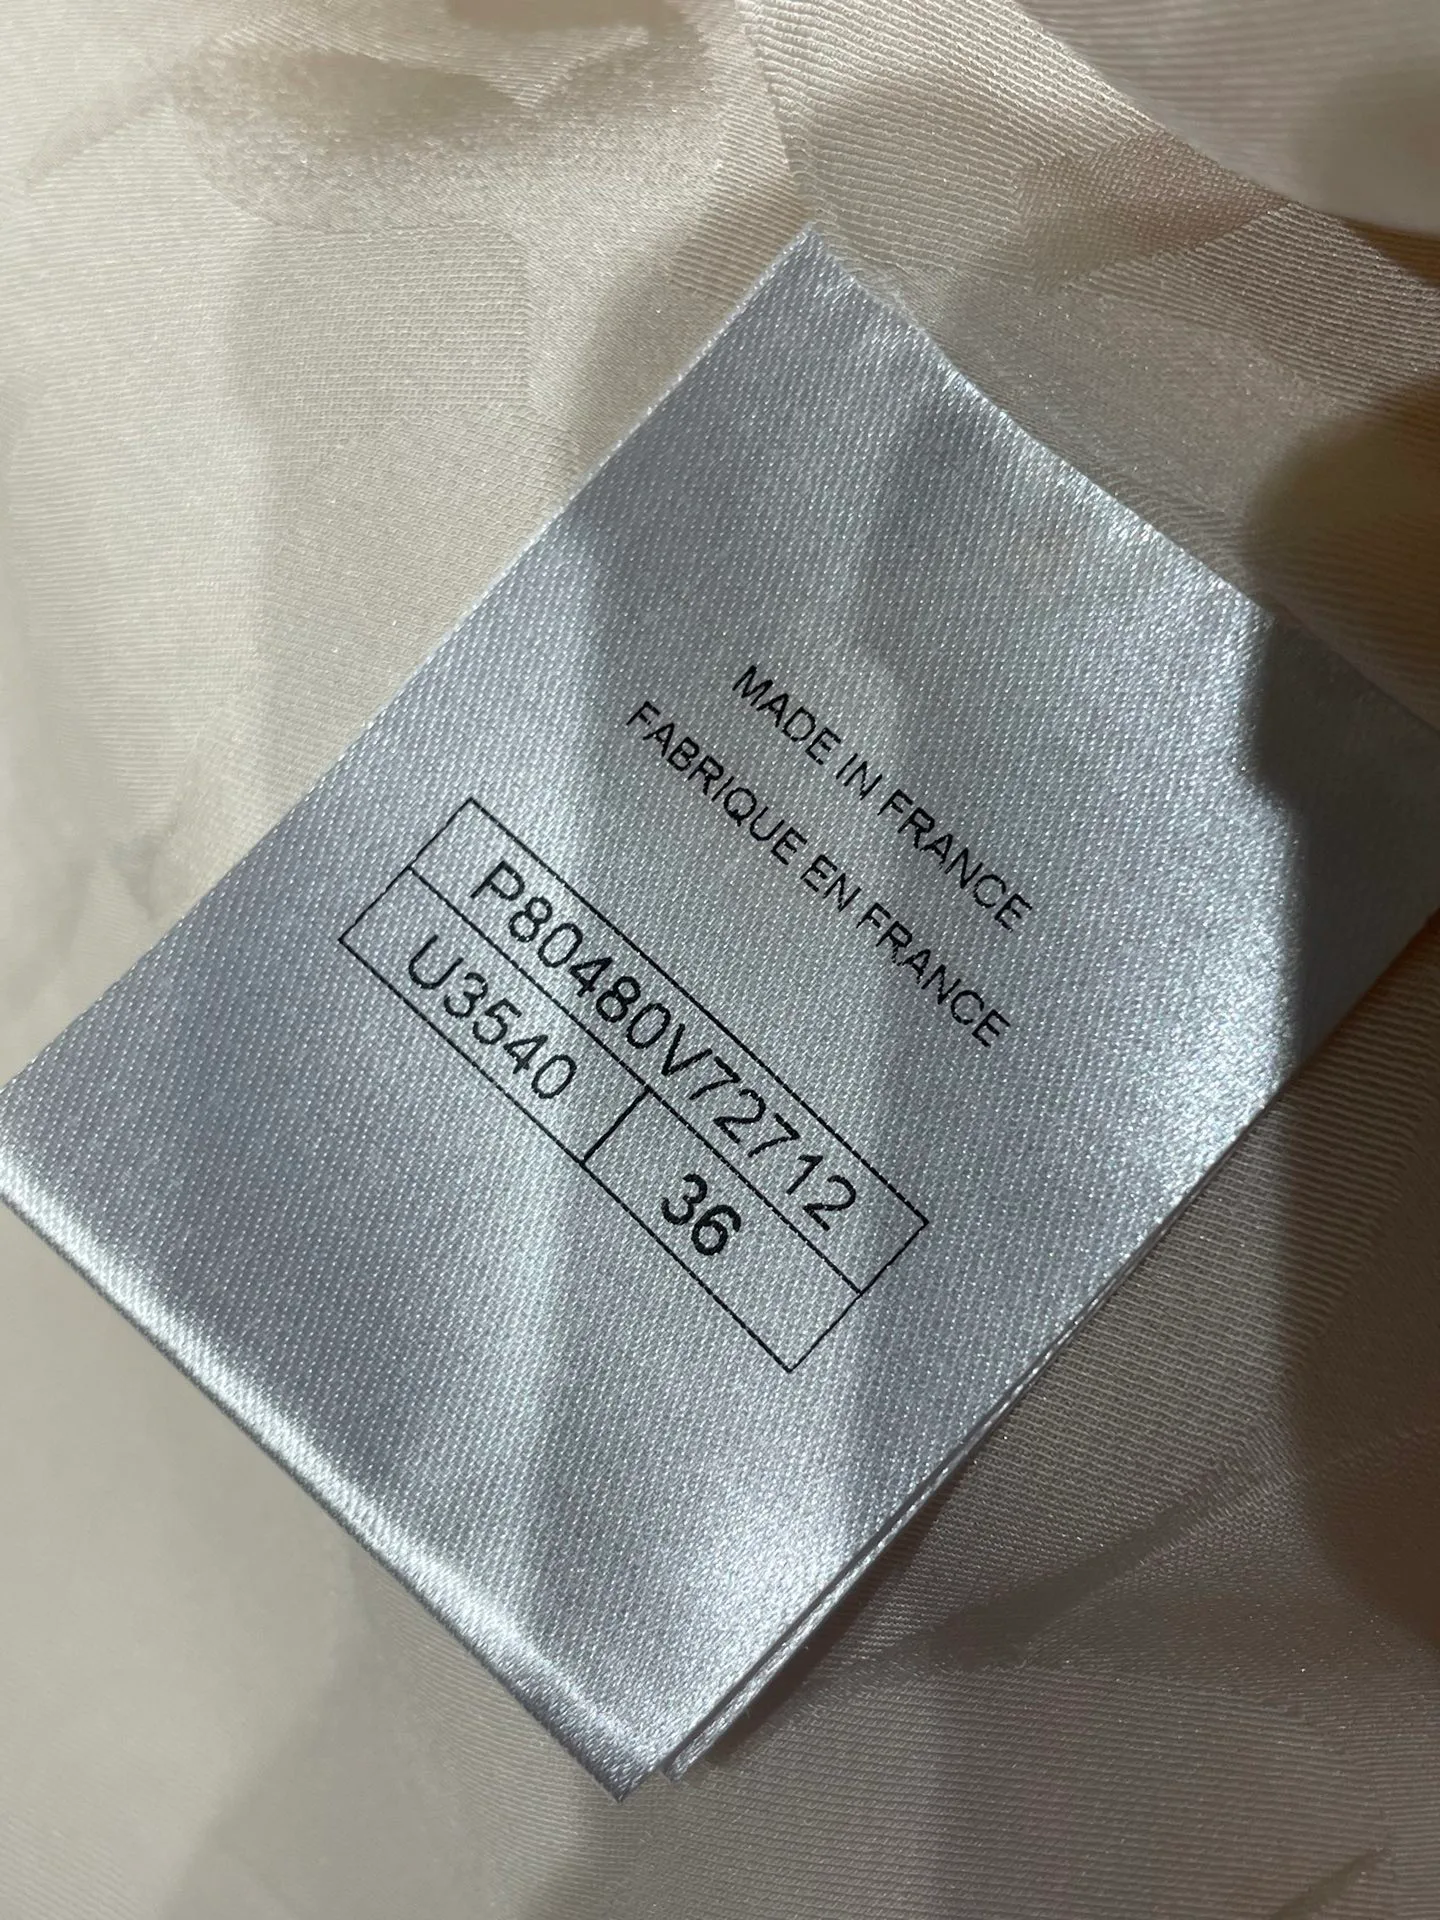 MADE IN FRANCE
FABRIQUE EN FRANCE
P80480V72712
U3540 36